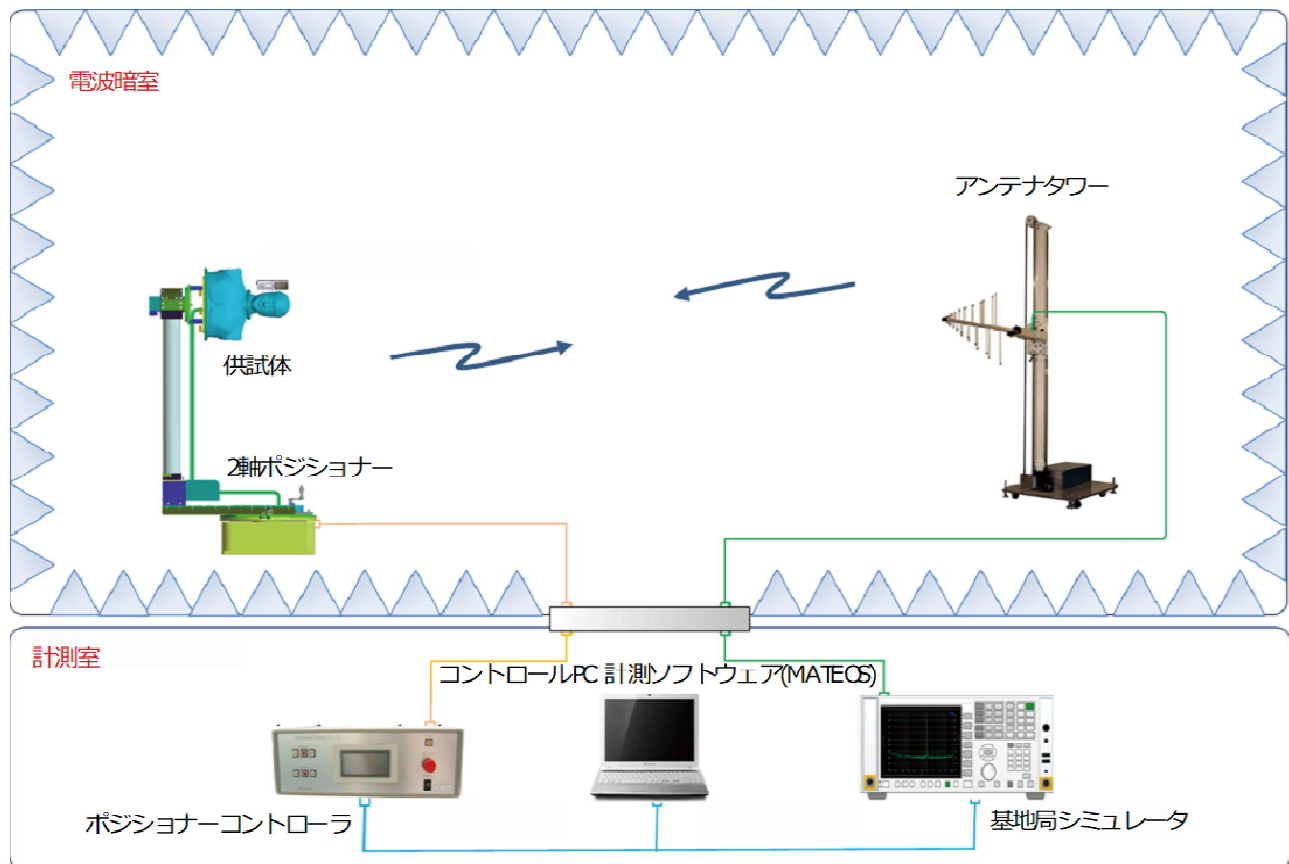 電波暗室
アンテナタワー
供試体
2軸ポジショナー
計測室
コントロールPC 計測ソフトウェア(MATEOS)
ポジショナーコントローラ
基地局シミュレータ